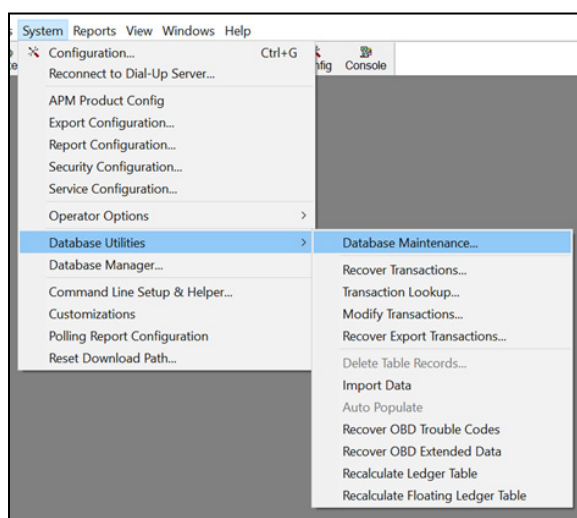 System Reports View Windows Help
Configuration... Ctrl+G
Console
Reconnect to Dial-Up Server...
APM Product Config
Export Configuration...
Report Configuration...
Security Configuration...
Service Configuration...
Operator Options >
Database Utilities >
Database Manager...
Command Line Setup & Helper...
Customizations
Polling Report Configuration
Reset Download Path...
Database Maintenance...
Recover Transactions...
Transaction Lookup...
Modify Transactions...
Recover Export Transactions...
Delete Table Records...
Import Data
Auto Populate
Recover OBD Trouble Codes
Recover OBD Extended Data
Recalculate Ledger Table
Recalculate Floating Ledger Table